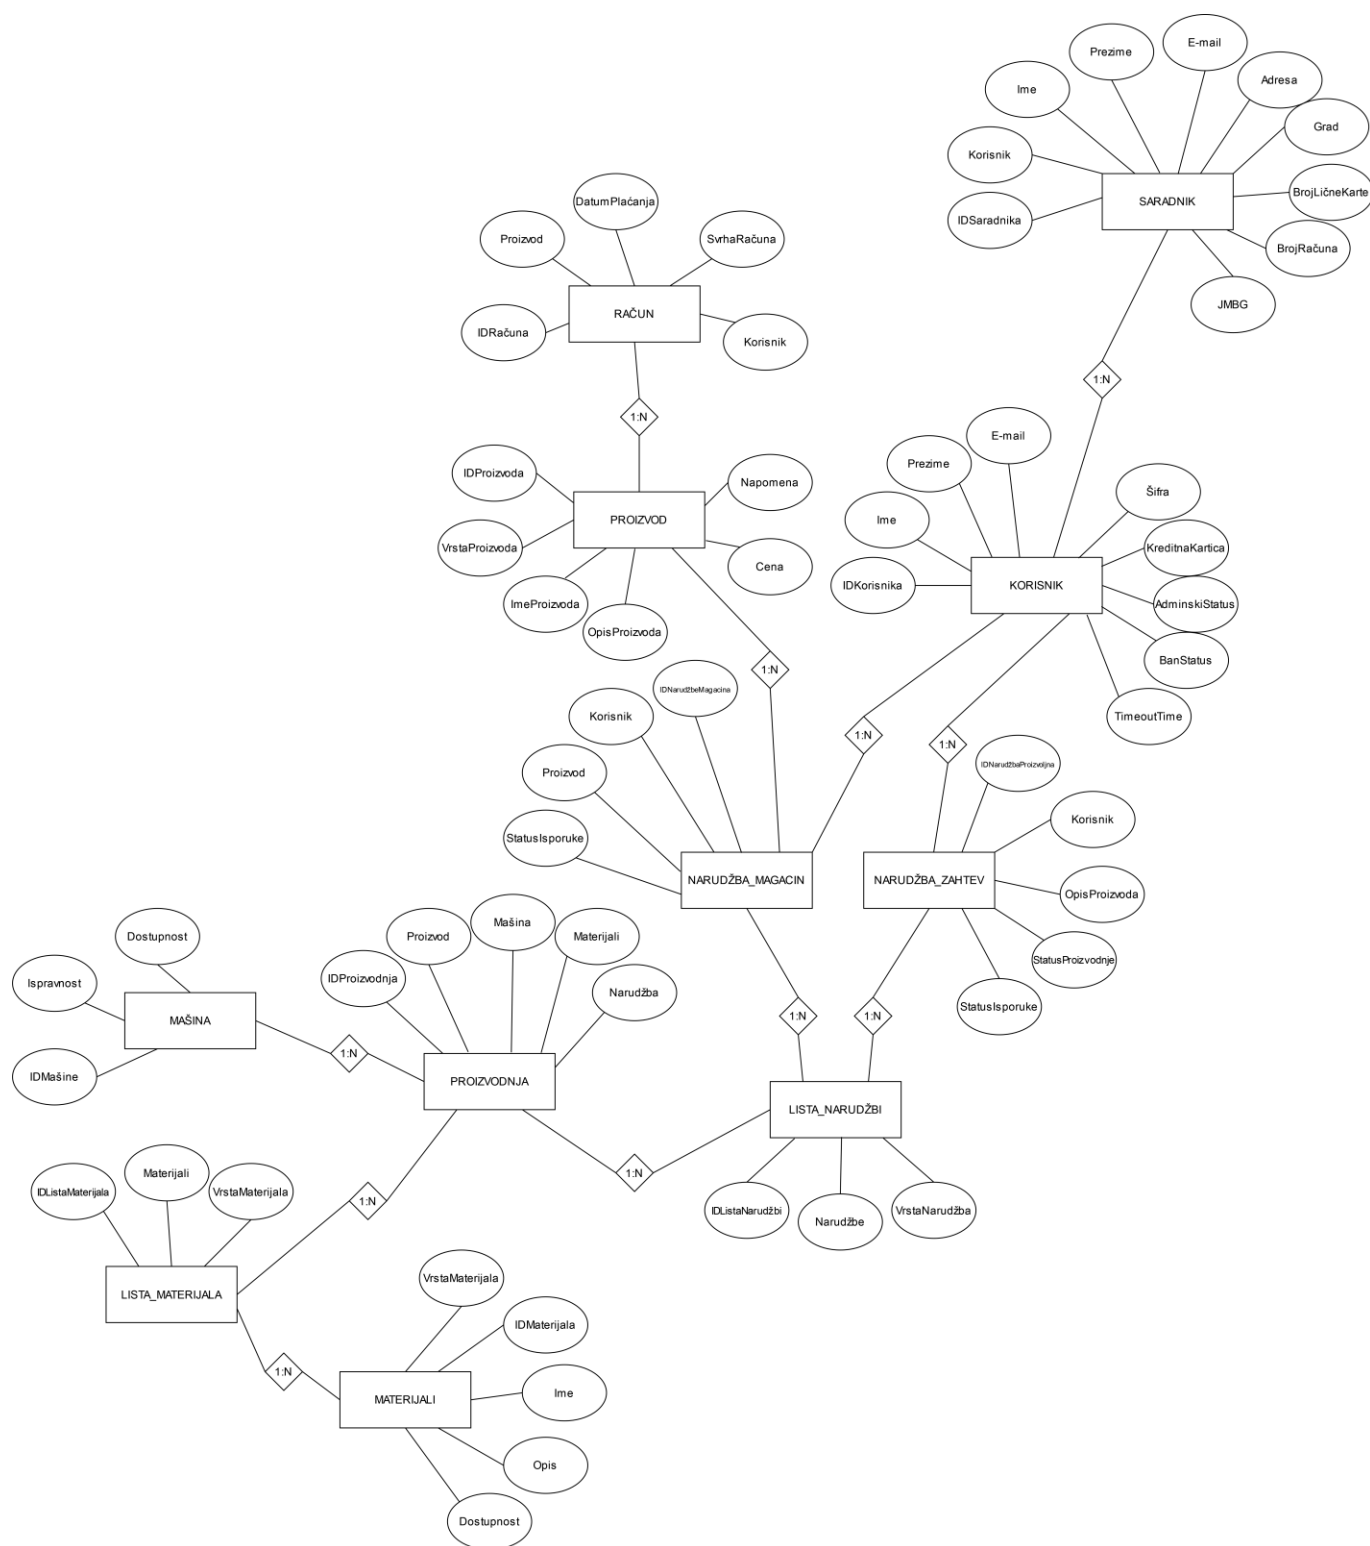 E-mail
Prezime
Adresa
Ime
Grad
Korisnik
BrojLičneKarte
SARADNIK
IDSaradnika
BrojRačuna
JMBG
DatumPlaćanja
Proizvod
SvrhaRačuna
RAČUN
IDRačuna
Korisnik
1:N
1:N
E-mail
Prezime
IDProizvoda
Napomena
Šifra
Ime
PROIZVOD
VrstaProizvoda
KreditnaKartica
Cena
IDKorisnika
KORISNIK
ImeProizvoda
AdminskiStatus
OpisProizvoda
BanStatus
1:N
IDNarudžbeMagacina
Korisnik
TimeoutTime
1:N
1:N
IDNarudžbaProizvoljna
Proizvod
Korisnik
StatusIsporuke
NARUDŽBA_MAGACIN
NARUDŽBA_ZAHTEV
OpisProizvoda
Mašina
Dostupnost
Proizvod
Materijali
StatusProizvodnje
IDProizvodnja
Ispravnost
Narudžba
StatusIsporuke
MAŠINA
1:N
1:N
1:N
IDMašine
PROIZVODNJA
LISTA_NARUDŽBI
Materijali
1:N
IDListaMaterijala
VrstaMaterijala
1:N
IDListaNarudžbi
Narudžbe
VrstaNarudžba
VrstaMaterijala
LISTA_MATERIJALA
IDMaterijala
1:N
Ime
MATERIJALI
Opis
Dostupnost